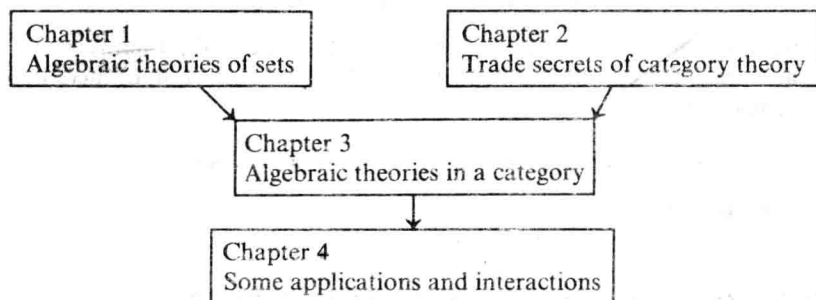 Chapter 1
Algebraic theories of sets
Chapter 2
Trade secrets of category theory
Chapter 3
Algebraic theories in a category
Chapter 4
Some applications and interactions